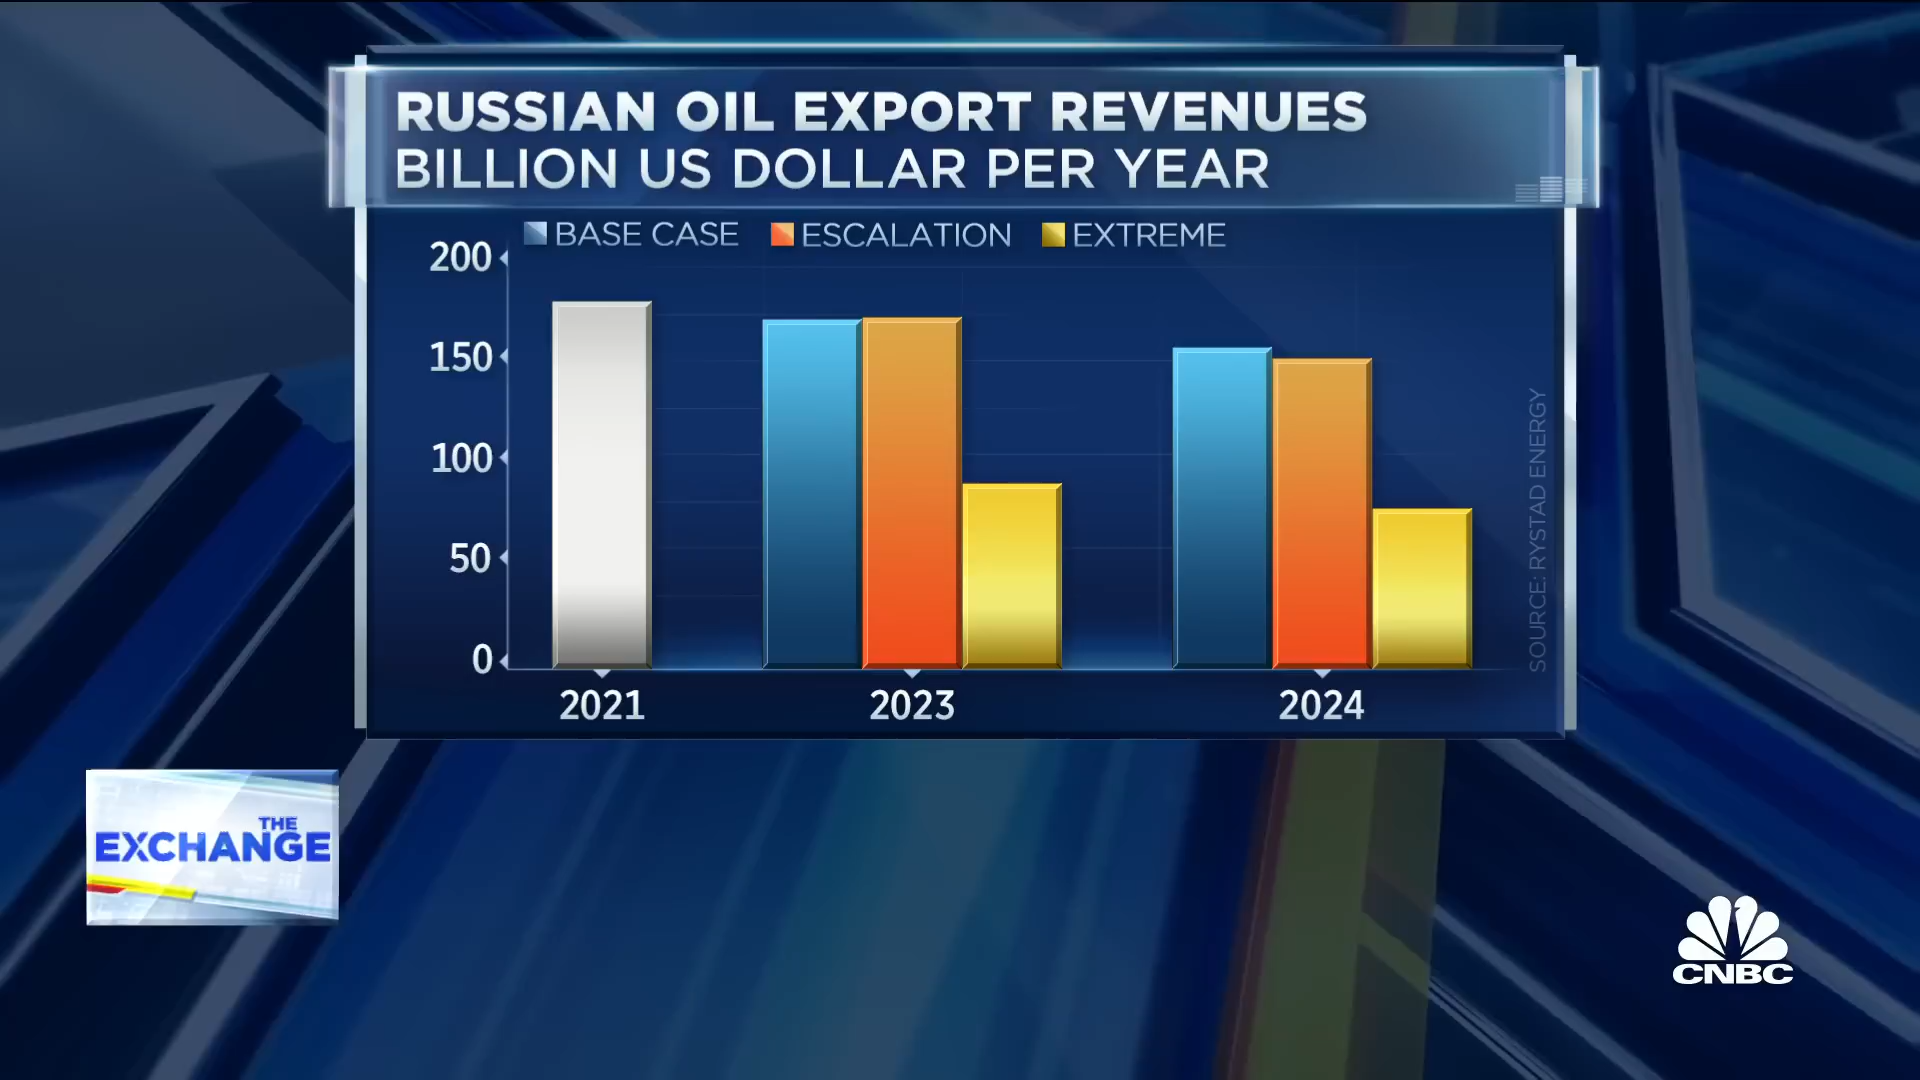 RUSSIAN OIL EXPORT REVENUES
BILLION US DOLLAR PER YEAR
BASE CASE ESCALATION EXTREME
200
150
100
50
0
2021 2023 2024
SOURCE: RYSTAD ENERGY
THE
EXCHANGE
CNBC